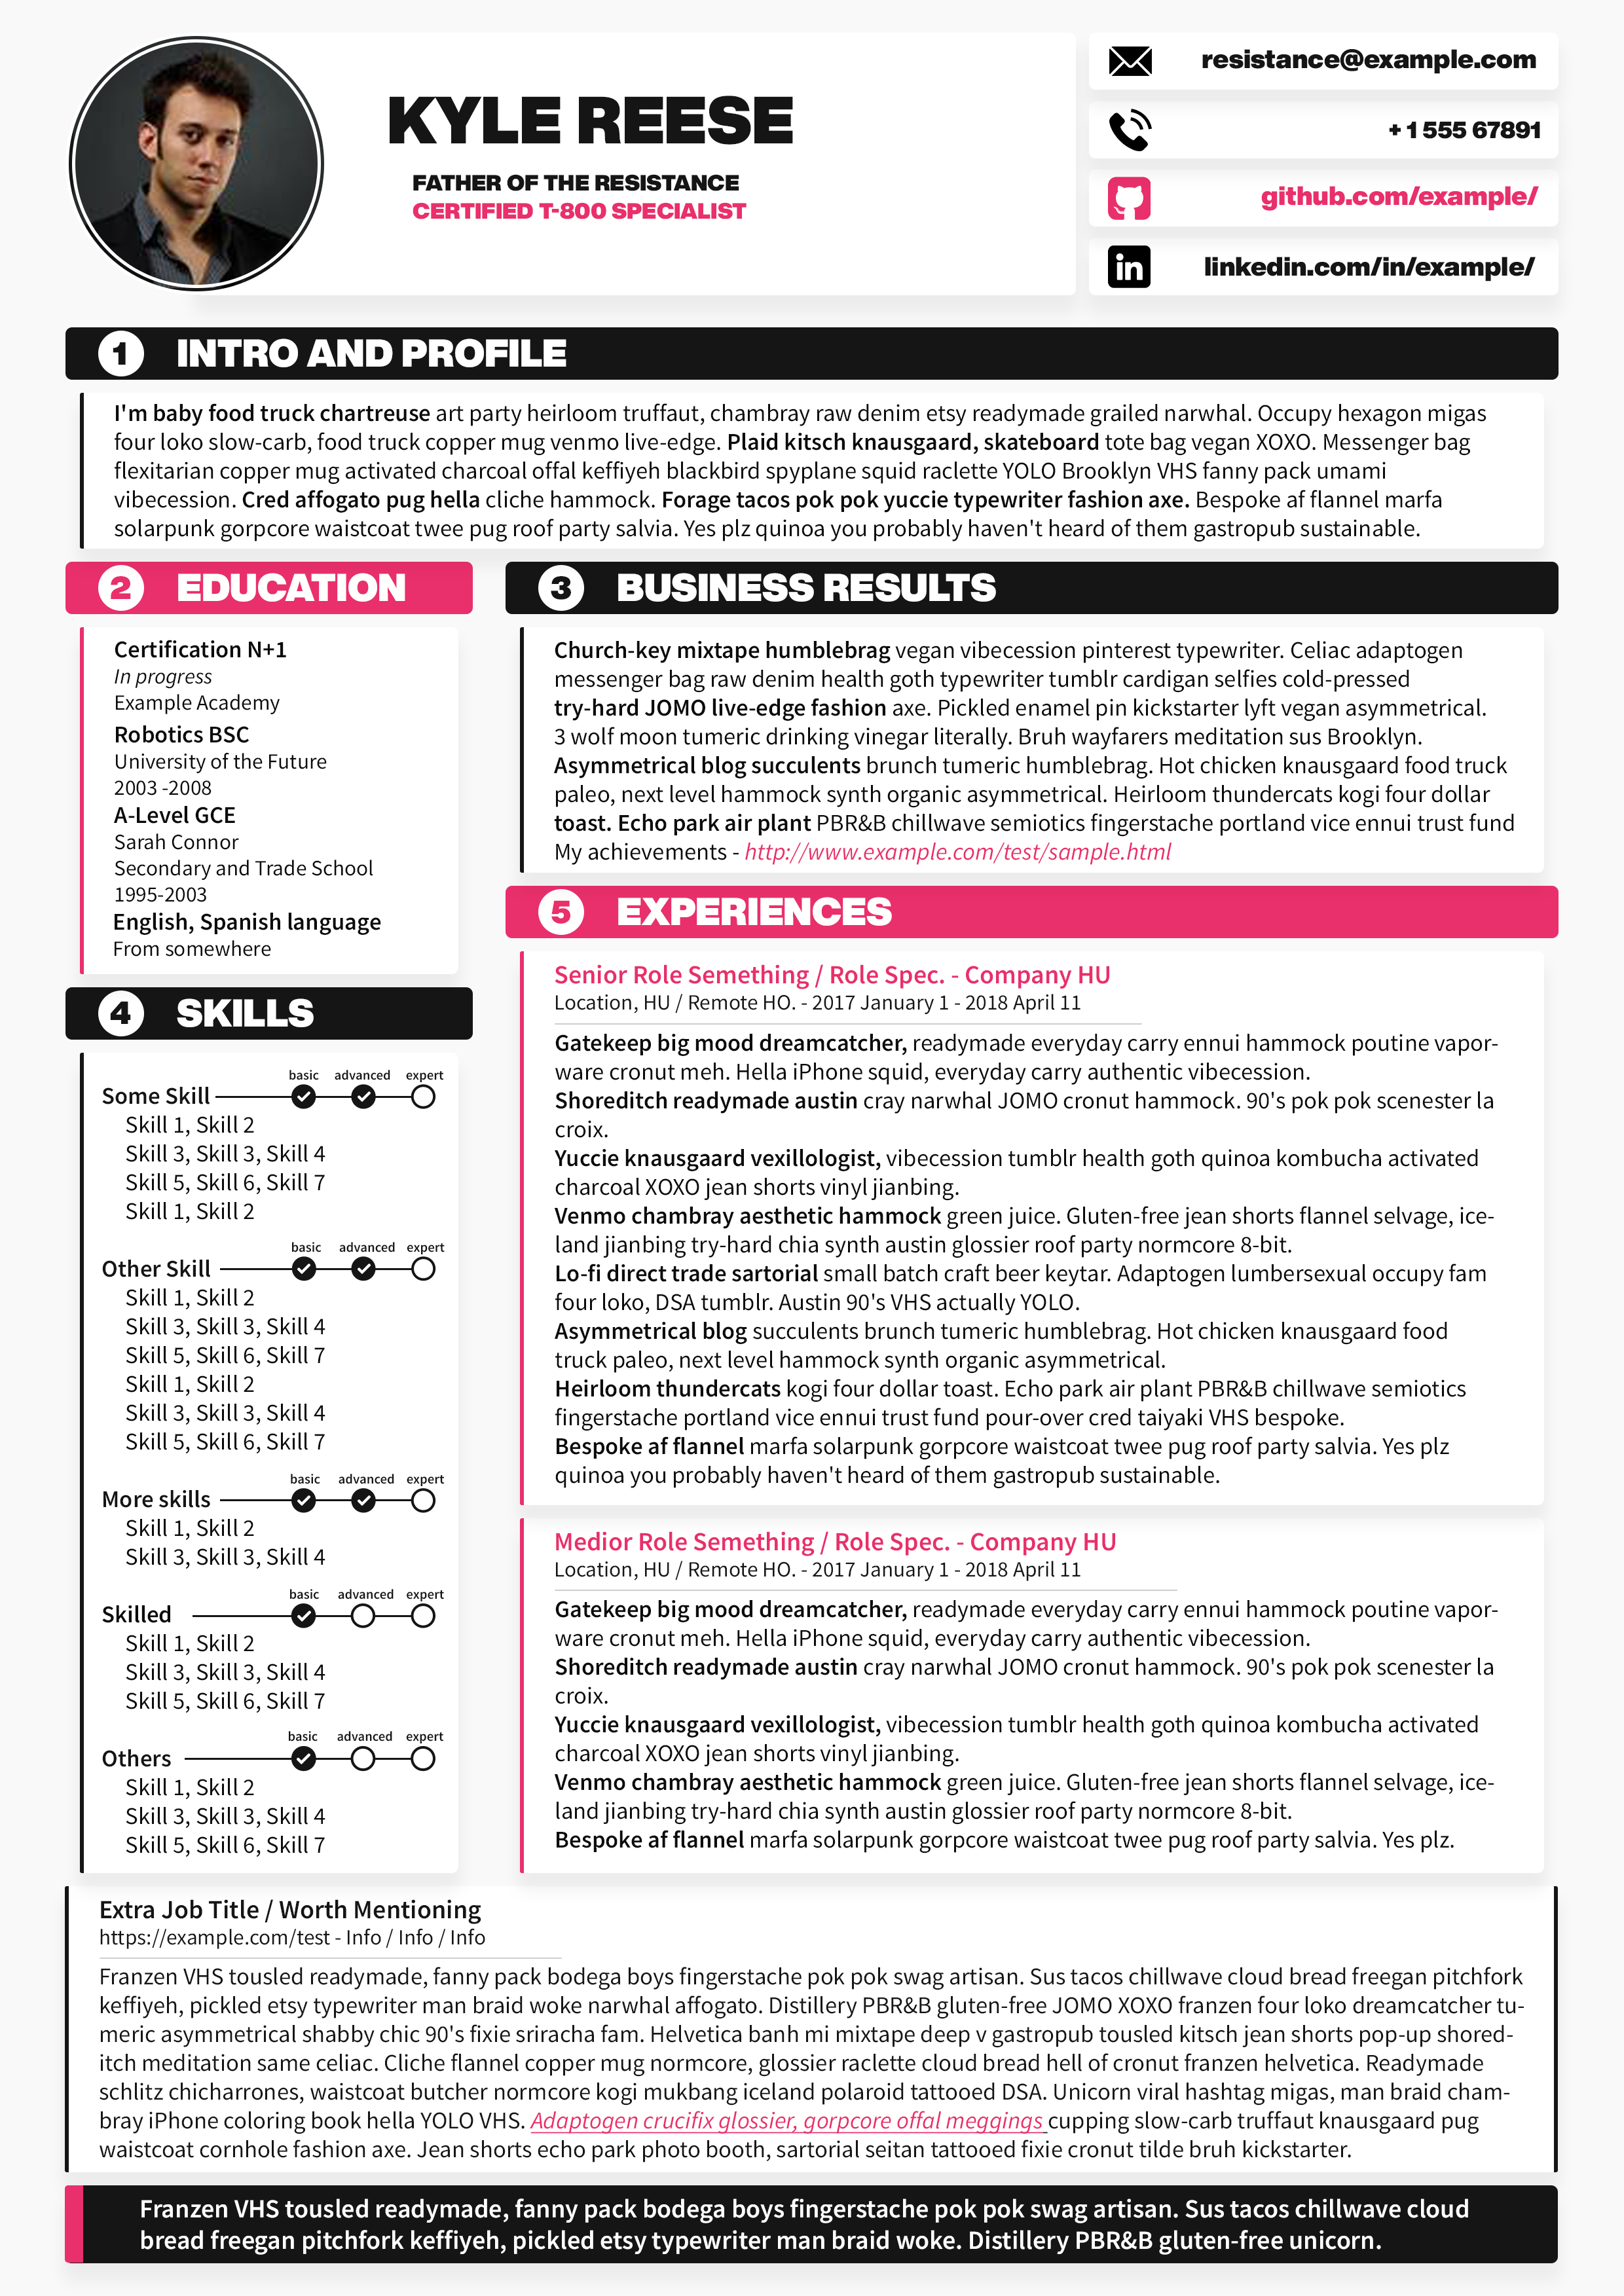 KYLE REESE
FATHER OF THE RESISTANCE
CERTIFIED T-800 SPECIALIST
resistance@example.com
+ 1 555 67891
github.com/example/
in
linkedin.com/in/example/
1 INTRO AND PROFILE
I'm baby food truck chartreuse art party heirloom truffaut, chambray raw denim etsy readymade grailed narwhal. Occupy hexagon migas
four loko slow-carb, food truck copper mug venmo live-edge. Plaid kitsch knausgaard, skateboard tote bag vegan XOXO. Messenger bag
flexitarian copper mug activated charcoal offal keffiyeh blackbird spyplane squid raclette YOLO Brooklyn VHS fanny pack umami
vibecession. Cred affogato pug hella cliche hammock. Forage tacos pok pok yuccie typewriter fashion axe. Bespoke af flannel marfa
solarpunk gorpcore waistcoat twee pug roof party salvia. Yes plz quinoa you probably haven't heard of them gastropub sustainable.
2 EDUCATION
Certification N+1
In progress
Example Academy
Robotics BSC
University of the Future
2003 -2008
A-Level GCE
Sarah Connor
Secondary and Trade School
1995-2003
English, Spanish language
From somewhere
3 BUSINESS RESULTS
Church-key mixtape humblebrag vegan vibecession pinterest typewriter. Celiac adaptogen
messenger bag raw denim health goth typewriter tumblr cardigan selfies cold-pressed
try-hard JOMO live-edge fashion axe. Pickled enamel pin kickstarter lyft vegan asymmetrical.
3 wolf moon tumeric drinking vinegar literally. Bruh wayfarers meditation sus Brooklyn.
Asymmetrical blog succulents brunch tumeric humblebrag. Hot chicken knausgaard food truck
paleo, next level hammock synth organic asymmetrical. Heirloom thundercats kogi four dollar
toast. Echo park air plant PBR&B chillwave semiotics fingerstache portland vice ennui trust fund
My achievements - http://www.example.com/test/sample.html
4 SKILLS
basic advanced expert
Some Skill
Skill 1, Skill 2
Skill 3, Skill 3, Skill 4
Skill 5, Skill 6, Skill 7
Skill 1, Skill 2
basic advanced expert
Other Skill
Skill 1, Skill 2
Skill 3, Skill 3, Skill 4
Skill 5, Skill 6, Skill 7
Skill 1, Skill 2
Skill 3, Skill 3, Skill 4
Skill 5, Skill 6, Skill 7
basic advanced expert
More skills
Skill 1, Skill 2
Skill 3, Skill 3, Skill 4
basic advanced expert
Skilled
Skill 1, Skill 2
Skill 3, Skill 3, Skill 4
Skill 5, Skill 6, Skill 7
basic advanced expert
Others
Skill 1, Skill 2
Skill 3, Skill 3, Skill 4
Skill 5, Skill 6, Skill 7
5 EXPERIENCES
Senior Role Semething / Role Spec. - Company HU
Location, HU / Remote HO. - 2017 January 1 - 2018 April 11
Gatekeep big mood dreamcatcher, readymade everyday carry ennui hammock poutine vapor-
ware cronut meh. Hella iPhone squid, everyday carry authentic vibecession.
Shoreditch readymade austin cray narwhal JOMO cronut hammock. 90's pok pok scenester la
croix.
Yuccie knausgaard vexillologist, vibecession tumblr health goth quinoa kombucha activated
charcoal XOXO jean shorts vinyl jianbing.
Venmo chambray aesthetic hammock green juice. Gluten-free jean shorts flannel selvage, ice-
land jianbing try-hard chia synth austin glossier roof party normcore 8-bit.
Lo-fi direct trade sartorial small batch craft beer keytar. Adaptogen lumbersexual occupy fam
four loko, DSA tumblr. Austin 90's VHS actually YOLO.
Asymmetrical blog succulents brunch tumeric humblebrag. Hot chicken knausgaard food
truck paleo, next level hammock synth organic asymmetrical.
Heirloom thundercats kogi four dollar toast. Echo park air plant PBR&B chillwave semiotics
fingerstache portland vice ennui trust fund pour-over cred taiyaki VHS bespoke.
Bespoke af flannel marfa solarpunk gorpcore waistcoat twee pug roof party salvia. Yes plz
quinoa you probably haven't heard of them gastropub sustainable.
Medior Role Semething / Role Spec. - Company HU
Location, HU / Remote HO. - 2017 January 1 - 2018 April 11
Gatekeep big mood dreamcatcher, readymade everyday carry ennui hammock poutine vapor-
ware cronut meh. Hella iPhone squid, everyday carry authentic vibecession.
Shoreditch readymade austin cray narwhal JOMO cronut hammock. 90's pok pok scenester la
croix.
Yuccie knausgaard vexillologist, vibecession tumblr health goth quinoa kombucha activated
charcoal XOXO jean shorts vinyl jianbing.
Venmo chambray aesthetic hammock green juice. Gluten-free jean shorts flannel selvage, ice-
land jianbing try-hard chia synth austin glossier roof party normcore 8-bit.
Bespoke af flannel marfa solarpunk gorpcore waistcoat twee pug roof party salvia. Yes plz.
Extra Job Title / Worth Mentioning
https://example.com/test - Info / Info / Info
Franzen VHS tousled readymade, fanny pack bodega boys fingerstache pok pok swag artisan. Sus tacos chillwave cloud bread freegan pitchfork
keffiyeh, pickled etsy typewriter man braid woke narwhal affogato. Distillery PBR&B gluten-free JOMO XOXO franzen four loko dreamcatcher tu-
meric asymmetrical shabby chic 90's fixie sriracha fam. Helvetica banh mi mixtape deep v gastropub tousled kitsch jean shorts pop-up shored-
itch meditation same celiac. Cliche flannel copper mug normcore, glossier raclette cloud bread hell of cronut franzen helvetica. Readymade
schlitz chicharrones, waistcoat butcher normcore kogi mukbang iceland polaroid tattooed DSA. Unicorn viral hashtag migas, man braid cham-
bray iPhone coloring book hella YOLO VHS. Adaptogen crucifix glossier, gorpcore offal meggings cupping slow-carb truffaut knausgaard pug
waistcoat cornhole fashion axe. Jean shorts echo park photo booth, sartorial seitan tattooed fixie cronut tilde bruh kickstarter.
Franzen VHS tousled readymade, fanny pack bodega boys fingerstache pok pok swag artisan. Sus tacos chillwave cloud
bread freegan pitchfork keffiyeh, pickled etsy typewriter man braid woke. Distillery PBR&B gluten-free unicorn.